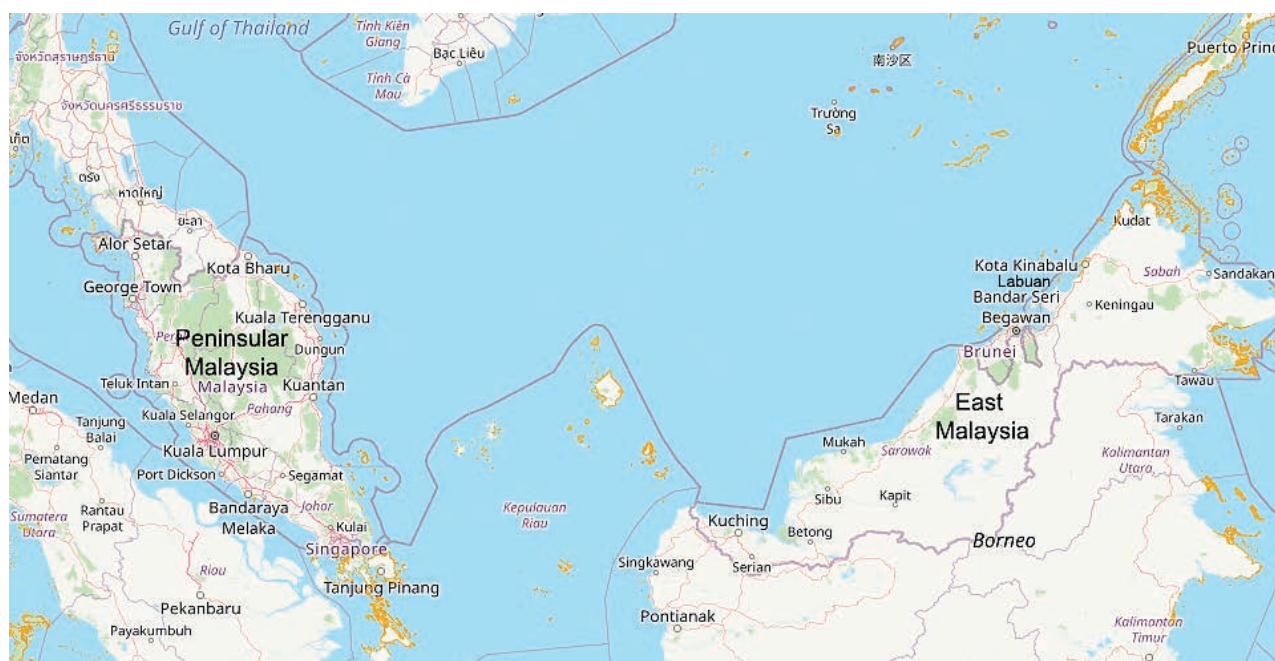 Gulf of Thailand
Tỉnh Kiên
Giang
Bạc Liêu
Tỉnh Cà
Mau
南沙区
Trường
Sa
Puerto Princ
จังหวัดสุราษฎร์ธานี
จังหวัดนครศรีธรรมราช
ตรัง
หาดใหญ่
ยะลา
Alor Setar
Kota Bharu
George Town
Kuala Terengganu
Dungun
Peninsular
Malaysia
Malaysia
Teluk Intan
Kuantan
Pahang
Kuala Selangor
Kuala Lumpur
Medan
Tanjung
Balai
Pematang
Siantar
Port Dickson
Segamat
Bandaraya
Melaka
Johor
Kulai
Singapore
Tanjung Pinang
Rantau
Prapat
Sumatera
Utara
Riau
Pekanbaru
Payakumbuh
Kepulauan
Riau
Kudat
Kota Kinabalu
Labuan
Bandar Seri
Begawan
Sabah
Sandakan
Keningau
Brunei
East
Malaysia
Tawau
Tarakan
Mukah
Sarawak
Kalimantan
Utara
Sibu
Kapit
Kuching
Betong
Serian
Borneo
Singkawang
Pontianak
Kalimantan
Timur